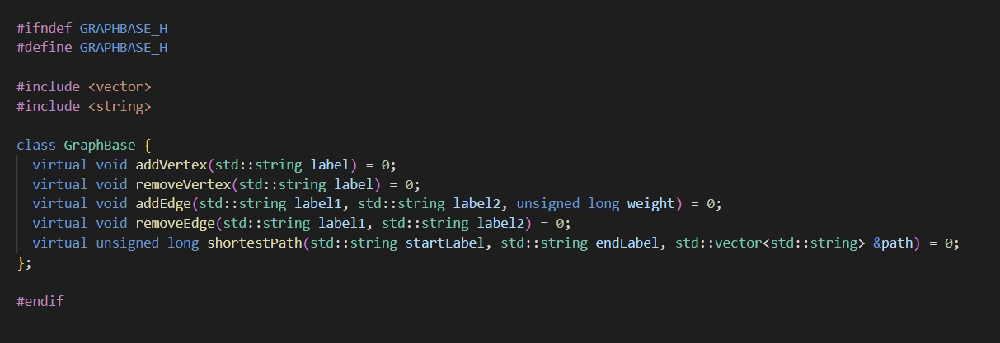 #ifndef GRAPHBASE_H
#define GRAPHBASE_H
#include <vector>
#include <string>
class GraphBase {
virtual void addVertex(std::string label) = 0;
virtual void removeVertex(std::string label) = 0;
virtual void addEdge(std::string label1, std::string label2, unsigned long weight) = 0;
virtual void removeEdge(std::string label1, std::string label2) = 0;
virtual unsigned long shortestPath(std::string startLabel, std::string endLabel, std::vector<std::string> &path) = 0;
};
#endif